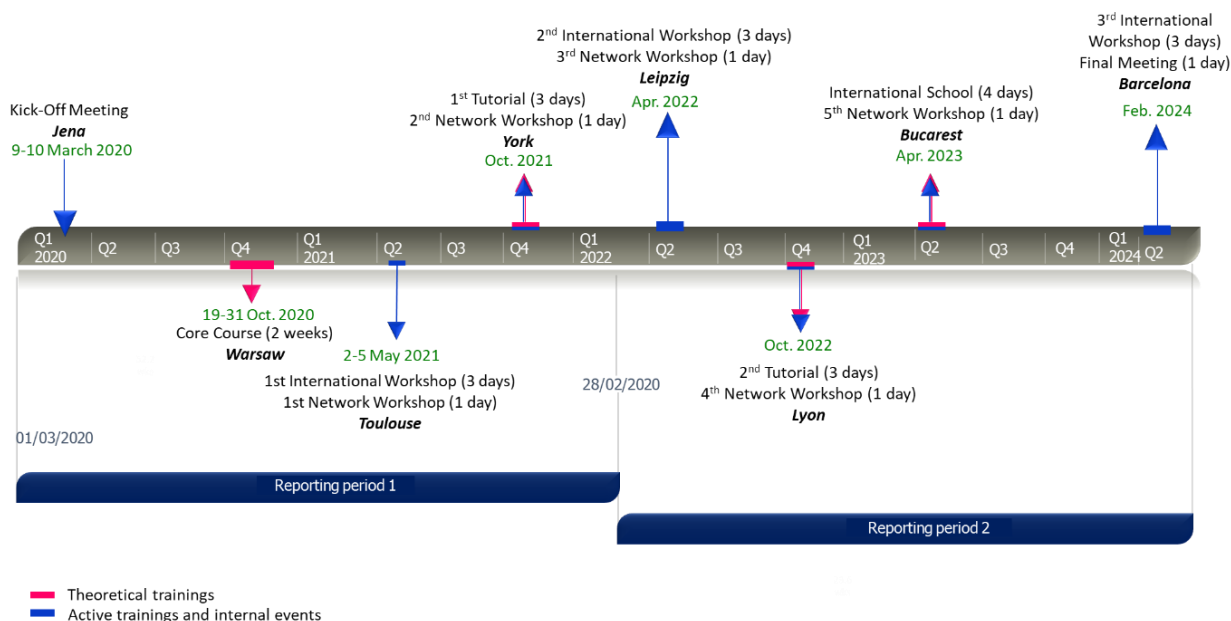 Kick-Off Meeting
Jena
9-10 March 2020
1st Tutorial (3 days)
2nd Network Workshop (1 day)
York
Oct. 2021
2nd International Workshop (3 days)
3rd Network Workshop (1 day)
Leipzig
Apr. 2022
International School (4 days)
5th Network Workshop (1 day)
Bucarest
Apr. 2023
3rd International
Workshop (3 days)
Final Meeting (1 day)
Barcelona
Feb. 2024
Q1 2020 Q2 Q3 Q4 Q1 2021 Q2 Q3 Q4 Q1 2022 Q2 Q4 Q1 2023 Q2 Q3 Q4 Q1 2024 Q2
19-31 Oct. 2020
Core Course (2 weeks)
Warsaw
2-5 May 2021
1st International Workshop (3 days)
1st Network Workshop (1 day)
Toulouse
Oct. 2022
2nd Tutorial (3 days)
4th Network Workshop (1 day)
Lyon
01/03/2020
28/02/2020
Reporting period 1
Reporting period 2
Theoretical trainings
Active trainings and internal events